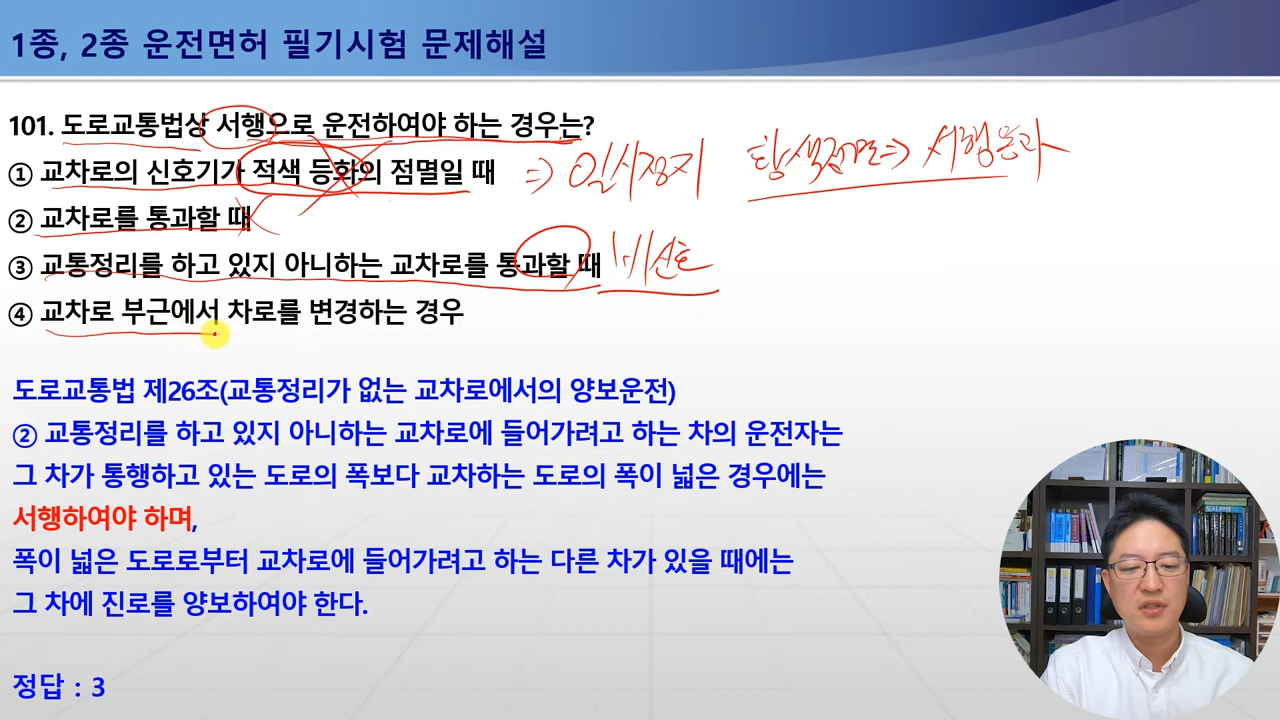 1종, 2종 운전면허 필기시험 문제해설
101. 도로교통법상 서행으로 운전하여야 하는 경우는?
① 교차로의 신호기가 적색 등화의 점멸일 때 => 일시정지
황색점멸 => 서행통과
② 교차로를 통과할 때
③ 교통정리를 하고 있지 아니하는 교차로를 통과할 때 비신호
④ 교차로 부근에서 차로를 변경하는 경우
도로교통법 제26조(교통정리가 없는 교차로에서의 양보운전)
② 교통정리를 하고 있지 아니하는 교차로에 들어가려고 하는 차의 운전자는
그 차가 통행하고 있는 도로의 폭보다 교차하는 도로의 폭이 넓은 경우에는
서행하여야 하며,
폭이 넓은 도로로부터 교차로에 들어가려고 하는 다른 차가 있을 때에는
그 차에 진로를 양보하여야 한다.
정답 : 3